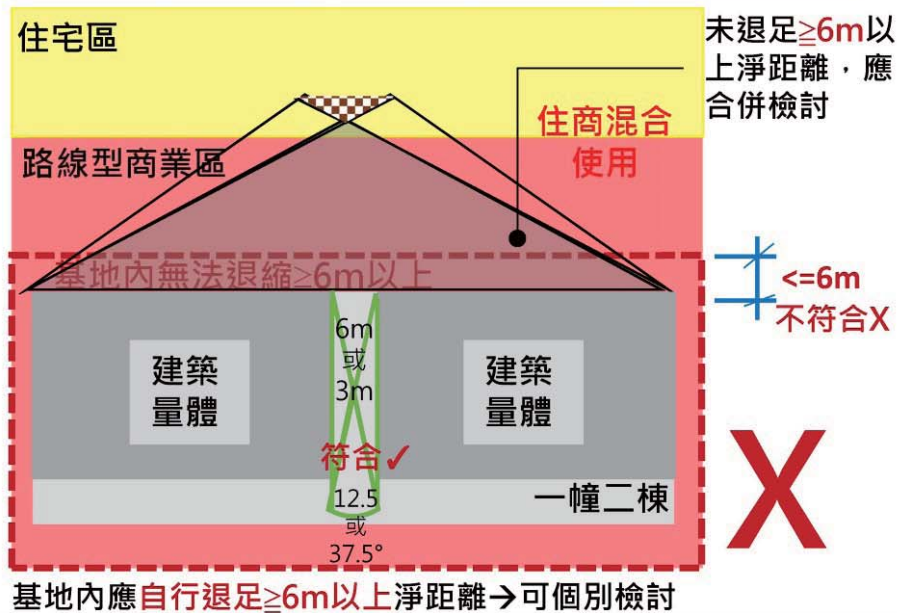 住宅區
未退足≧6m以
上淨距離，應
合併檢討
住商混合
使用
路線型商業區
基地內無法退縮≥6m以上
<=6m
不符合X
6m
或
3m
建築
量體
建築
量體
符合✓
一幢二棟
12.5
或
37.5°
X
基地內應自行退足≧6m以上淨距離→可個別檢討